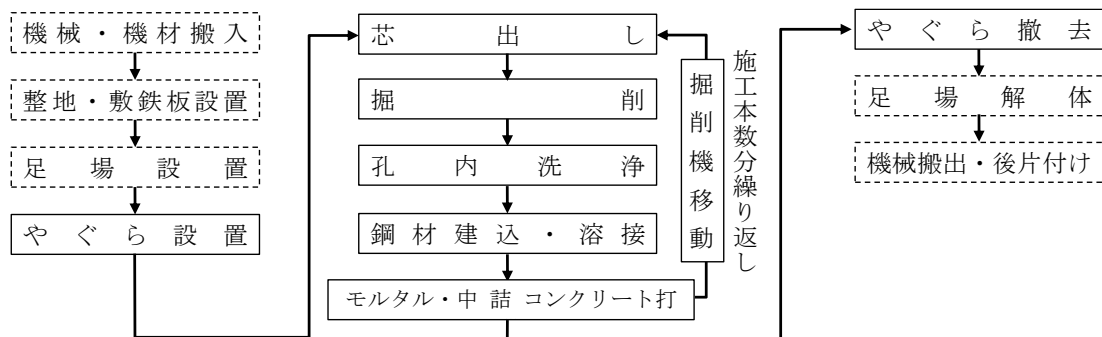 機械・機材搬入
整地・敷鉄板設置
足場設置
やぐら設置
芯出し
掘削
孔内洗浄
鋼材建込・溶接
モルタル・中詰コンクリート打
掘削機移動
施工本数分繰り返し
やぐら撤去
足場解体
機械搬出・後片付け